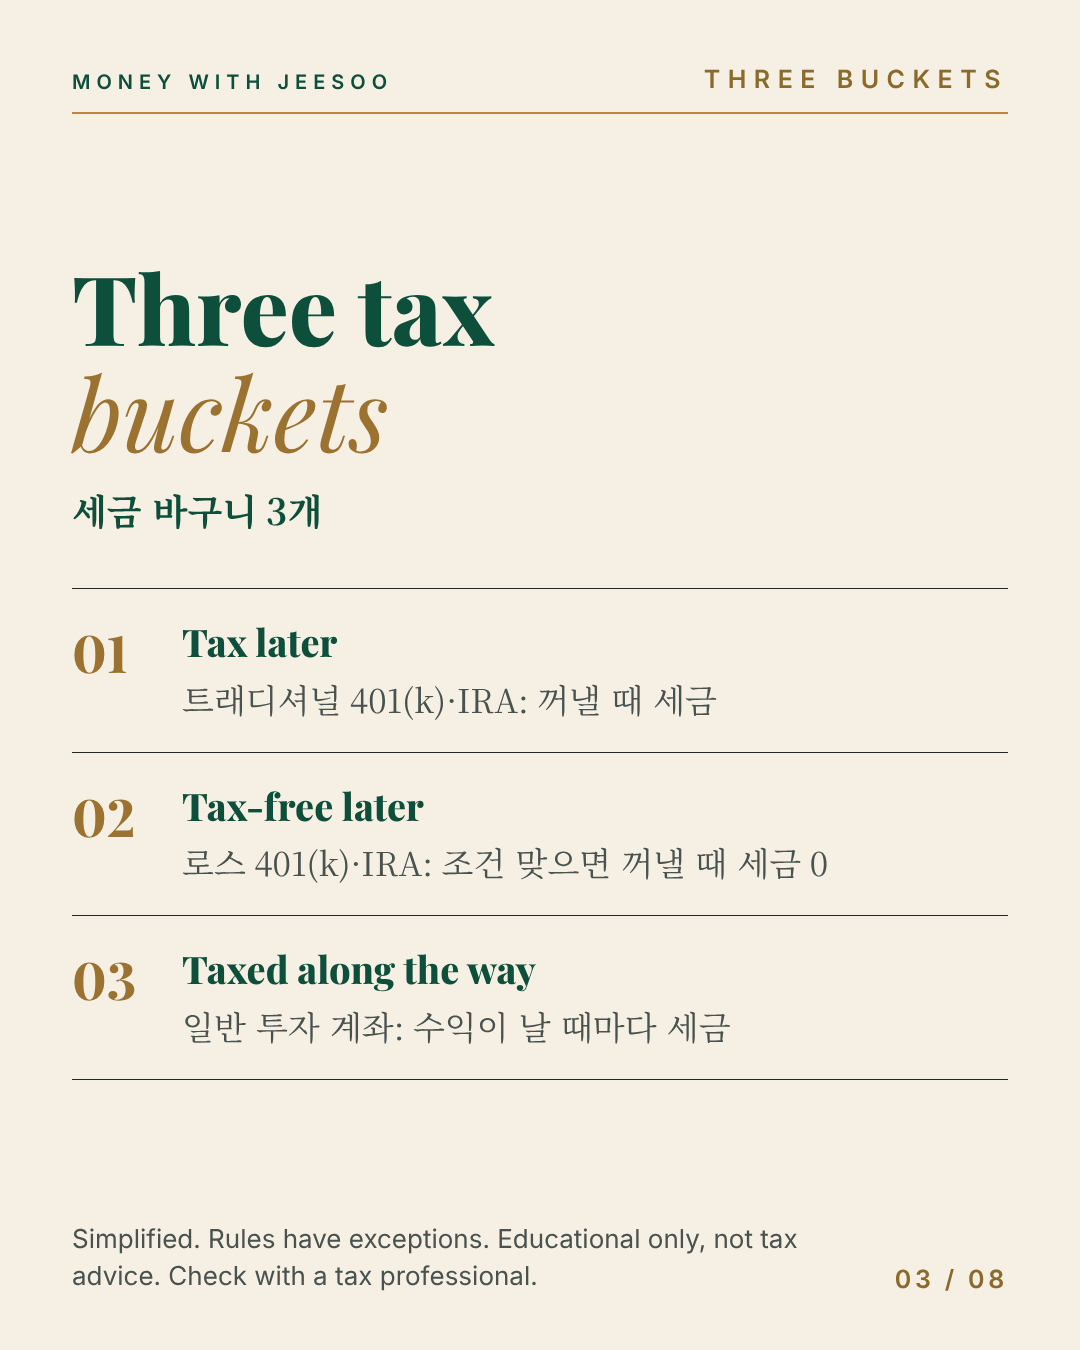 MONEY WITH JEESOO
THREE BUCKETS
Three tax
buckets
세금 바구니 3개
01
Tax later
트래디셔널 401(k)·IRA: 꺼낼 때 세금
02
Tax-free later
로스 401(k)·IRA: 조건 맞으면 꺼낼 때 세금 0
03
Taxed along the way
일반 투자 계좌: 수익이 날 때마다 세금
Simplified. Rules have exceptions. Educational only, not tax
advice. Check with a tax professional.
03 / 08